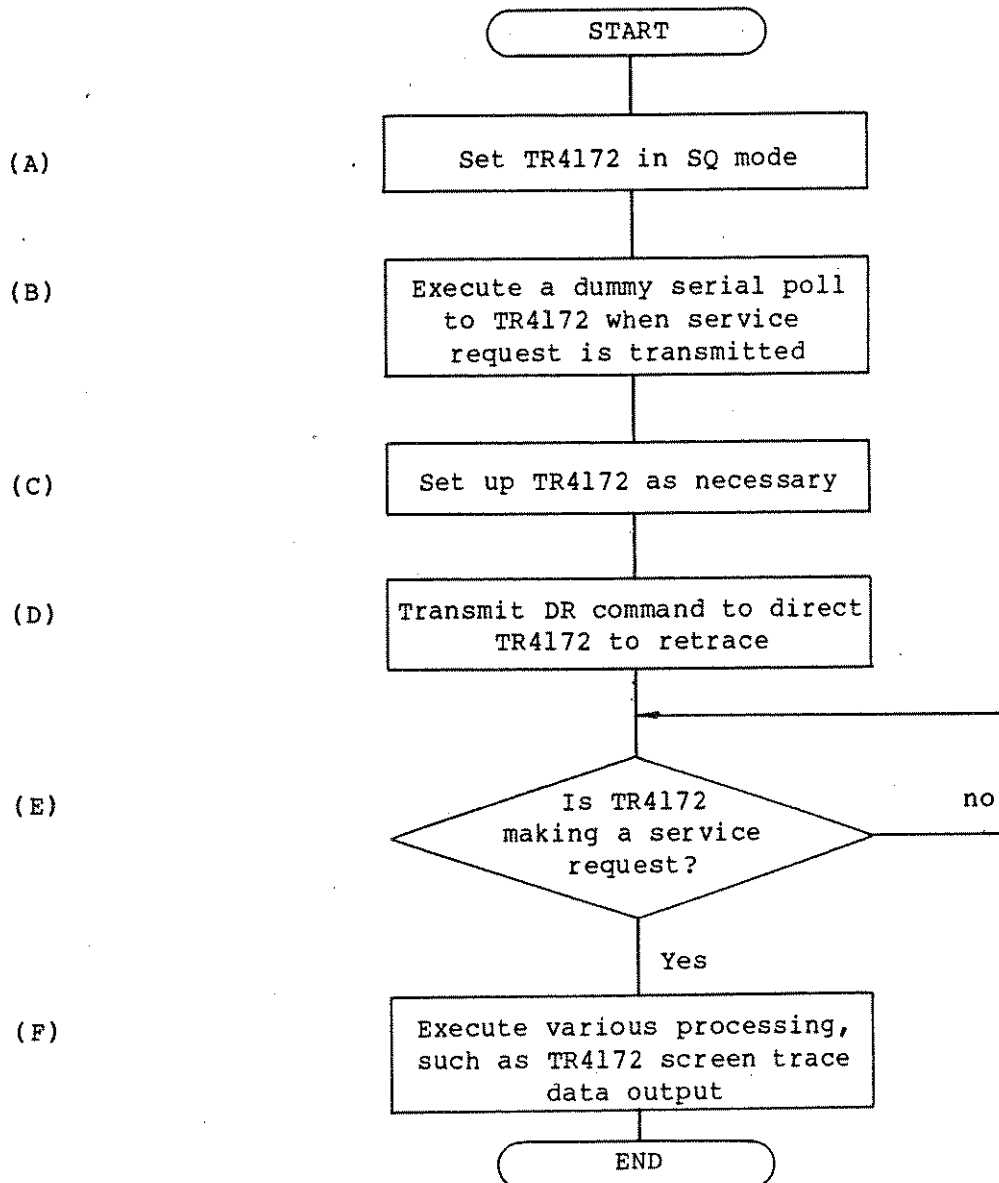 START
(A)
Set TR4172 in SQ mode
(B)
Execute a dummy serial poll
to TR4172 when service
request is transmitted
(C)
Set up TR4172 as necessary
(D)
Transmit DR command to direct
TR4172 to retrace
(E)
Is TR4172
making a service
request?
no
Yes
(F)
Execute various processing,
such as TR4172 screen trace
data output
END